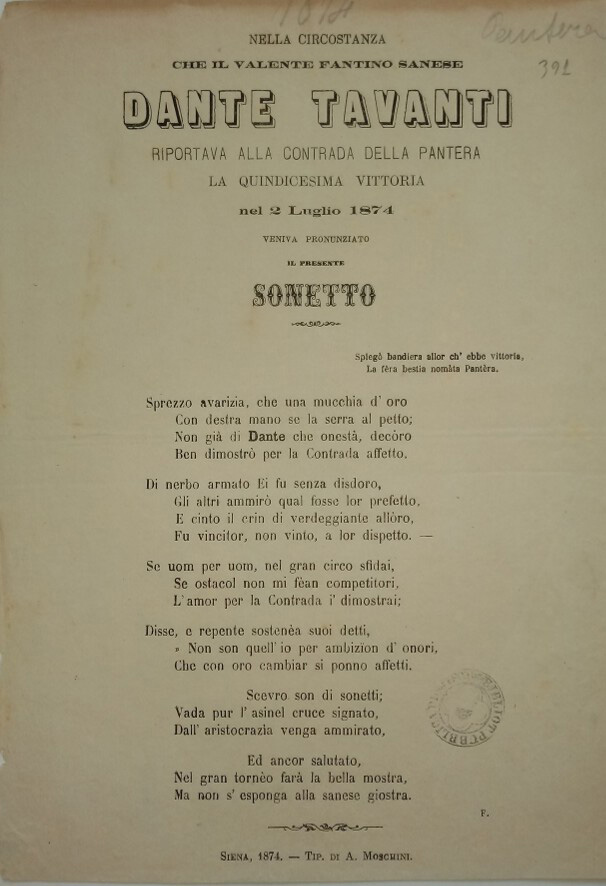 1874
Pantera
391
NELLA CIRCOSTANZA
CHE IL VALENTE FANTINO SANESE
DANTE TAVANTI
RIPORTAVA ALLA CONTRADA DELLA PANTERA
LA QUINDICESIMA VITTORIA
nel 2 Luglio 1874
VENIVA PRONUNZIATO
IL PRESENTE
SONETTO
Spiegò bandiera allor ch' ebbe vittoria,
La fèra bestia nomàta Pantèra.
Sprezzo avarizia, che una mucchia d' oro
Con destra mano se la serra al petto;
Non già di Dante che onestà, decòro
Ben dimostrò per la Contrada affetto.
Di nerbo armato Ei fu senza disdoro,
Gli altri ammirò qual fosse lor prefetto,
E cinto il crin di verdeggiante allòro,
Fu vincitor, non vinto, a lor dispetto. —
Se uom per uom, nel gran circo sfidai,
Se ostacol non mi fèan competitori,
L' amor per la Contrada i' dimostrai;
Disse, e repente sostenèa suoi detti,
» Non son quell' io per ambizïon d' onori,
Che con oro cambiar si ponno affetti.
Scevro son di sonetti;
Vada pur l' asinel cruce signato,
Dall' aristocrazia venga ammirato,
Ed ancor salutato,
Nel gran tornèo farà la bella mostra,
Ma non s' esponga alla sanese giostra.
F.
SIENA, 1874. — TIP. DI A. MOSCHINI.